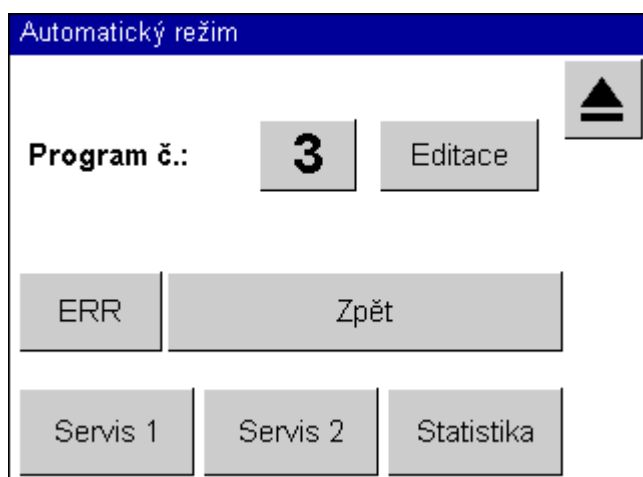 Automatický režim
Program č.: 3 Editace
ERR Zpět
Servis 1 Servis 2 Statistika